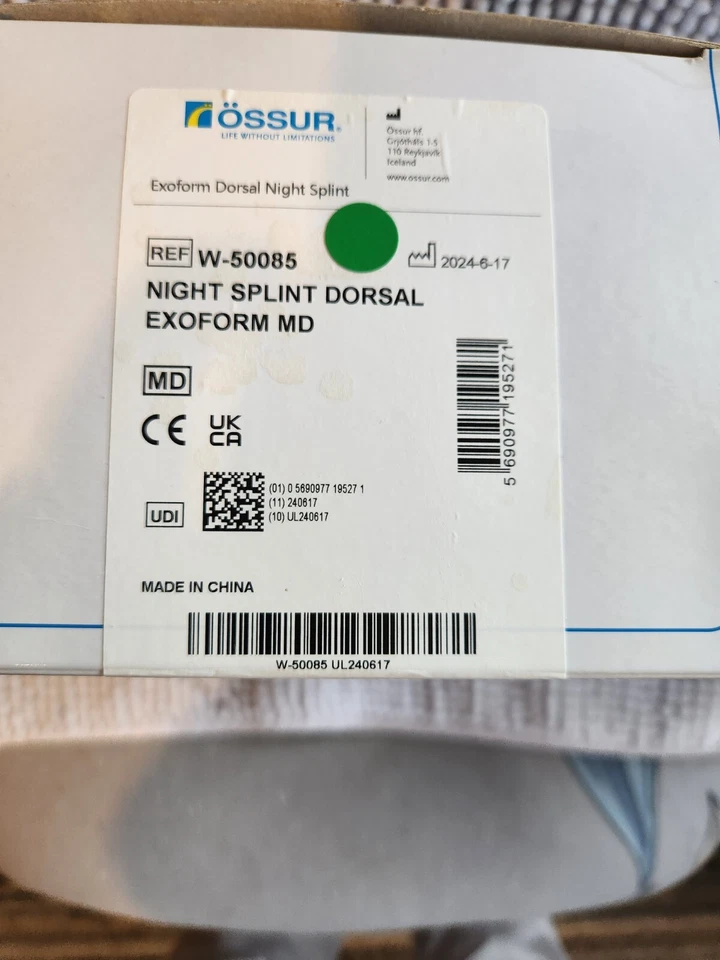 ÖSSUR®
LIFE WITHOUT LIMITATIONS
Össur hf.
Grjótháls 1-5
110 Reykjavik
Iceland
www.ossur.com
Exoform Dorsal Night Splint
REF W-50085
2024-6-17
NIGHT SPLINT DORSAL
EXOFORM MD
MD
CE UK
CA
5 690977 195271
UDI
(01) 0 5690977 19527 1
(11) 240617
(10) UL240617
MADE IN CHINA
W-50085 UL240617